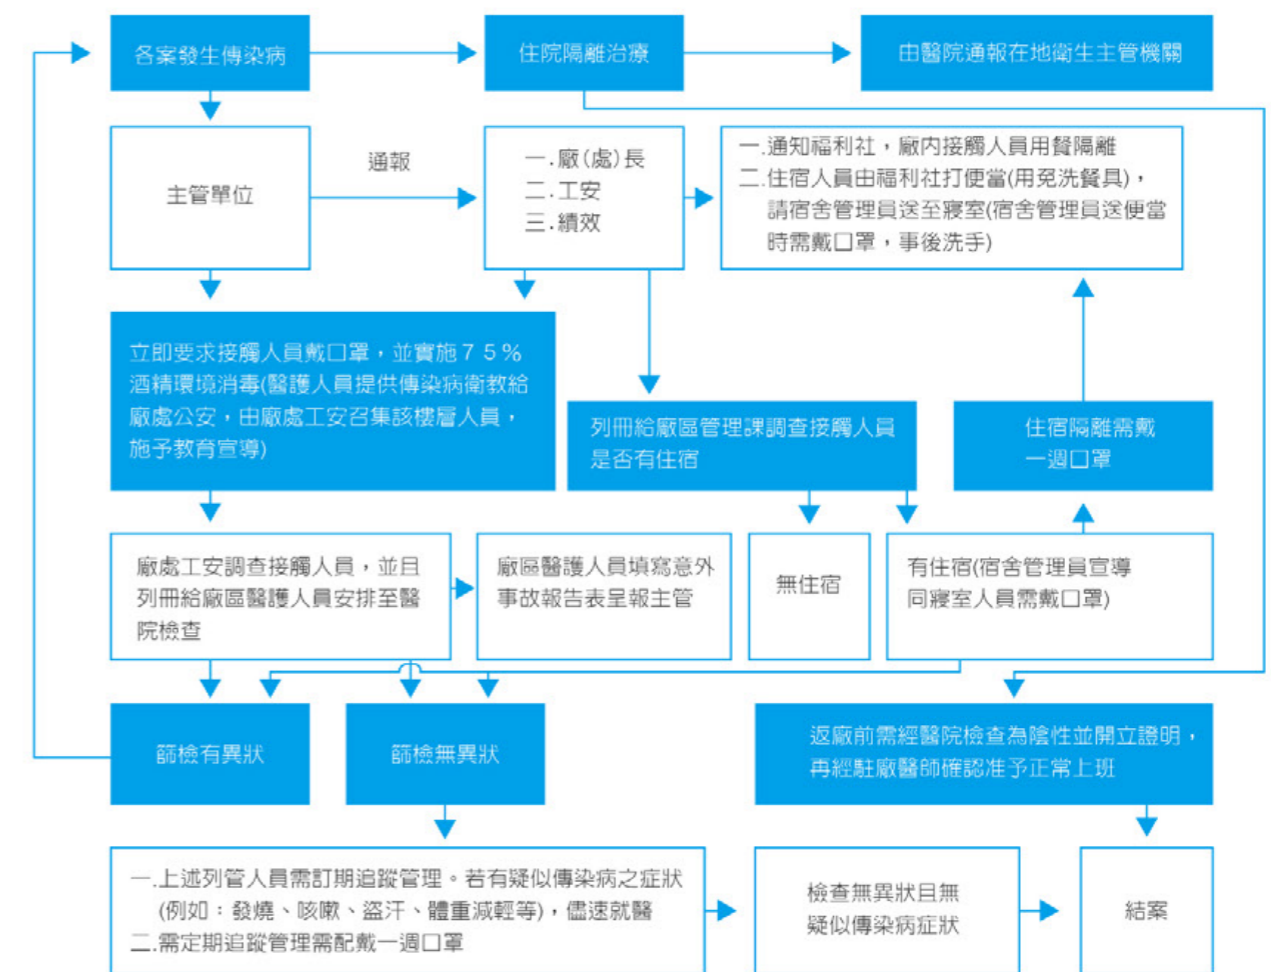 各案發生傳染病
住院隔離治療
由醫院通報在地衛生主管機關
主管單位
通報
一.廠(處)長
二.工安
三.績效
一.通知福利社，廠內接觸人員用餐隔離
二.住宿人員由福利社打便當(用免洗餐具)，
請宿舍管理員送至寢室(宿舍管理員送便當
時需戴口罩，事後洗手)
立即要求接觸人員戴口罩，並實施75%
酒精環境消毒(醫護人員提供傳染病衛教給
廠處公安，由廠處工安召集該樓層人員，
施予教育宣導)
列冊給廠區管理課調查接觸人員
是否有住宿
住宿隔離需戴
一週口罩
廠處工安調查接觸人員，並且
列冊給廠區醫護人員安排至醫
院檢查
廠區醫護人員填寫意外
事故報告表呈報主管
無住宿
有住宿(宿舍管理員宣導
同寢室人員需戴口罩)
篩檢有異狀
篩檢無異狀
返廠前需經醫院檢查為陰性並開立證明，
再經駐廠醫師確認准予正常上班
一.上述列管人員需訂期追蹤管理。若有疑似傳染病之症狀
(例如：發燒、咳嗽、盜汗、體重減輕等)，儘速就醫
二.需定期追蹤管理需配戴一週口罩
檢查無異狀且無
疑似傳染病症狀
結案